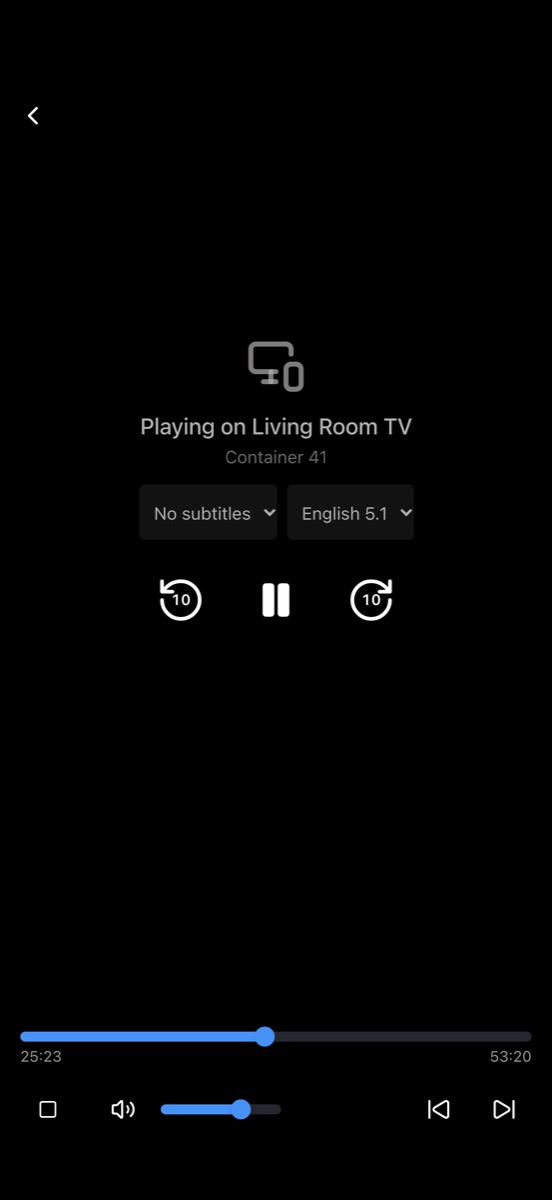 Playing on Living Room TV
Container 41
No subtitles English 5.1
10 10
25:23 53:20